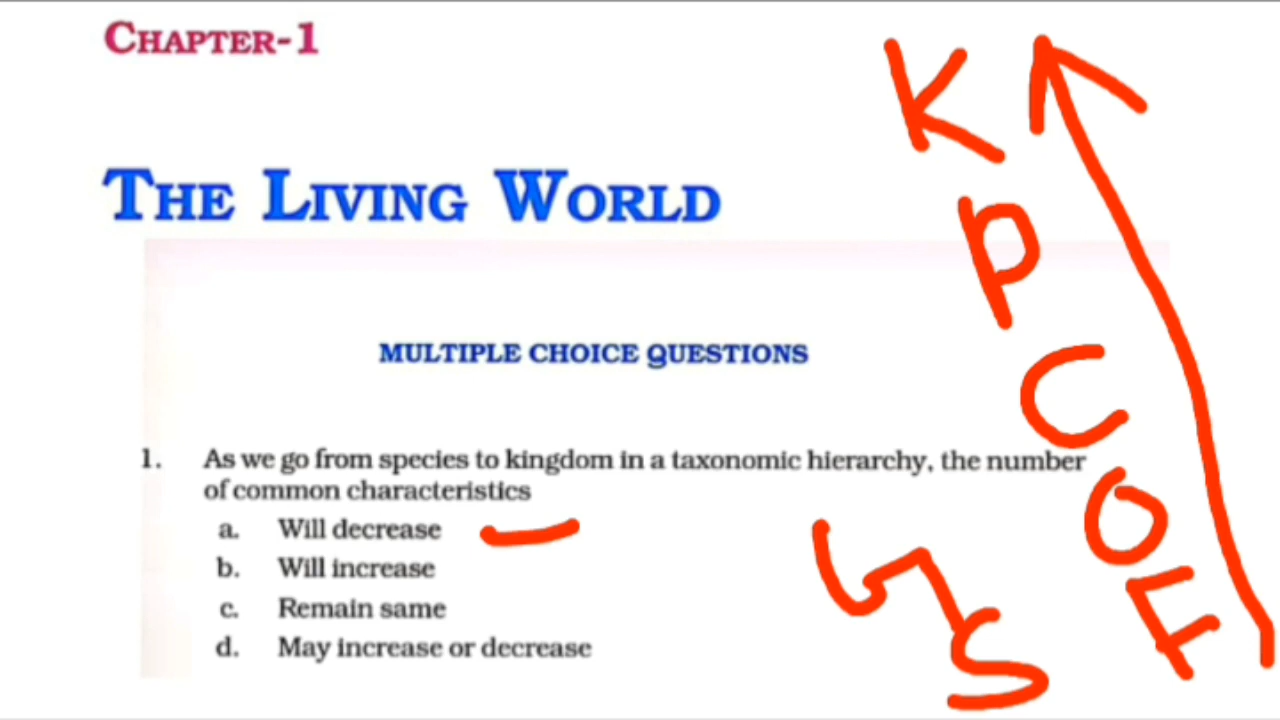 CHAPTER-1
THE LIVING WORLD
MULTIPLE CHOICE QUESTIONS
1. As we go from species to kingdom in a taxonomic hierarchy, the number
of common characteristics
a. Will decrease
b. Will increase
c. Remain same
d. May increase or decrease
K
P
C
O
F
S